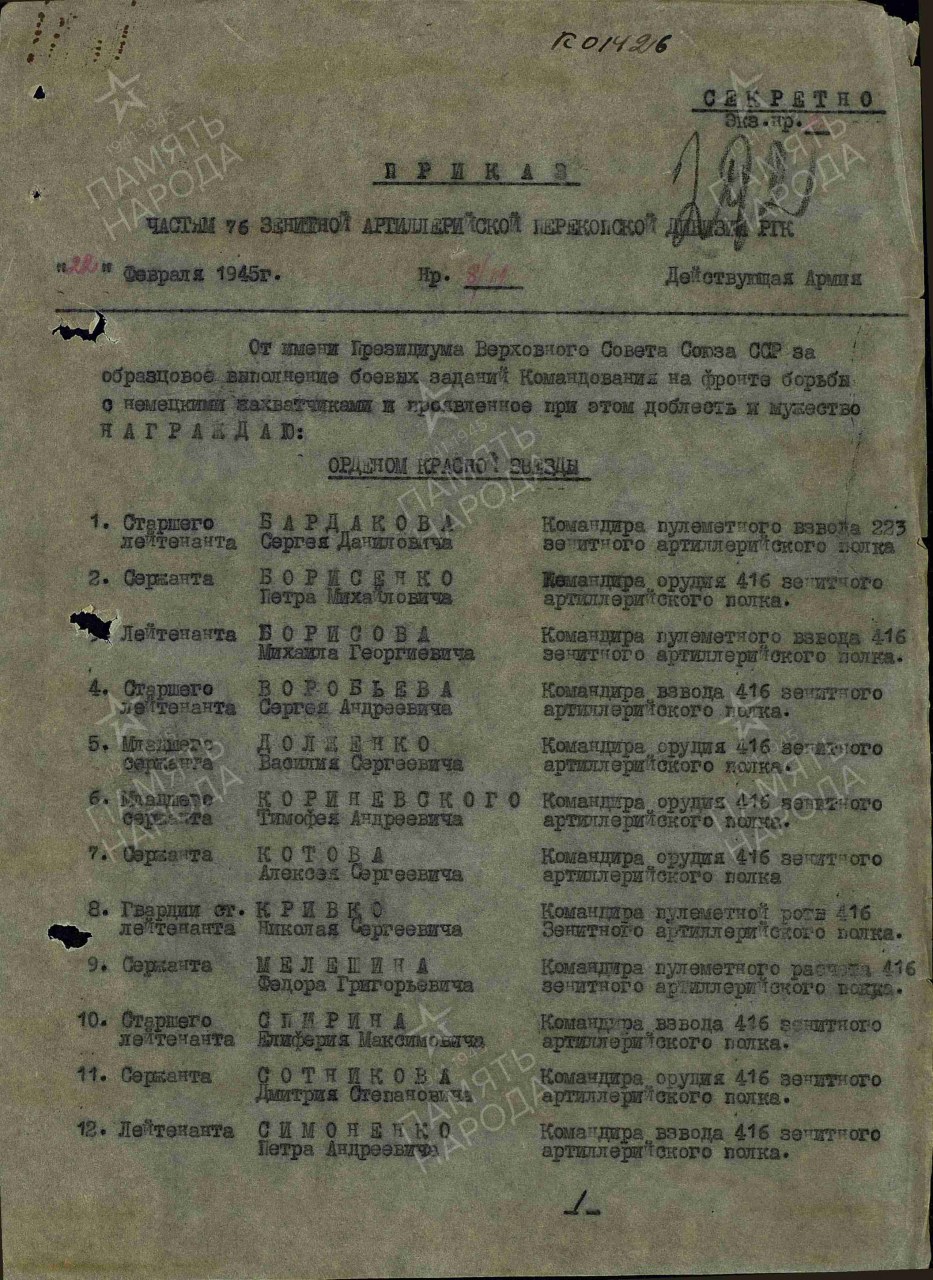 КО1426
СЕКРЕТНО
Экз.нр.
ПРИКАЗ
ЧАСТЯМ 76 ЗЕНИТНОЙ АРТИЛЛЕРИЙСКОЙ ПЕРЕКОПСКОЙ ДИВИЗИИ РГК
"22" Февраля 1945г. Нр. 8/Н Действующая Армия
От имени Президиума Верховного Совета Союза ССР за
образцовое выполнение боевых заданий Командования на фронте борьбы
с немецкими захватчиками и проявленное при этом доблесть и мужество
НАГРАЖДАЮ:
ОРДЕНОМ КРАСНОЙ ЗВЕЗДЫ
1. Старшего БАРДАКОВА Командира пулеметного взвода 223
лейтенанта Сергея Даниловича зенитного артиллерийского полка
2. Сержанта БОРИСЕНКО Командира орудия 416 зенитного
Петра Михайловича артиллерийского полка.
Лейтенанта БОРИСОВА Командира пулеметного взвода 416
Михаила Георгиевича зенитного артиллерийского полка.
4. Старшего ВОРОБЬЕВА Командира взвода 416 зенитного
лейтенанта Сергея Андреевича артиллерийского полка.
5. Младшего ДОЛЖЕНКО Командира орудия 416 зенитного
сержанта Василия Сергеевича артиллерийского полка.
6. Младшего КОРИНЕВСКОГО Командира орудия 416 зенитного
сержанта Тимофея Андреевича артиллерийского полка.
7. Сержанта КОТОВА Командира орудия 416 зенитного
Алексея Сергеевича артиллерийского полка
8. Гвардии ст. КРИВКО Командира пулеметной роты 416
лейтенанта Николая Сергеевича Зенитного артиллерийского полка.
9. Сержанта МЕЛЕШИНА Командира пулеметного расчета 416
Федора Григорьевича зенитного артиллерийского полка.
10. Старшего СПИРИНА Командира взвода 416 зенитного
лейтенанта Елиферия Максимовича артиллерийского полка.
11. Сержанта СОТНИКОВА Командира орудия 416 зенитного
Дмитрия Степановича артиллерийского полка.
12. Лейтенанта СИМОНЕНКО Командира взвода 416 зенитного
Петра Андреевича артиллерийского полка.
1
ПАМЯТЬ НАРОДА